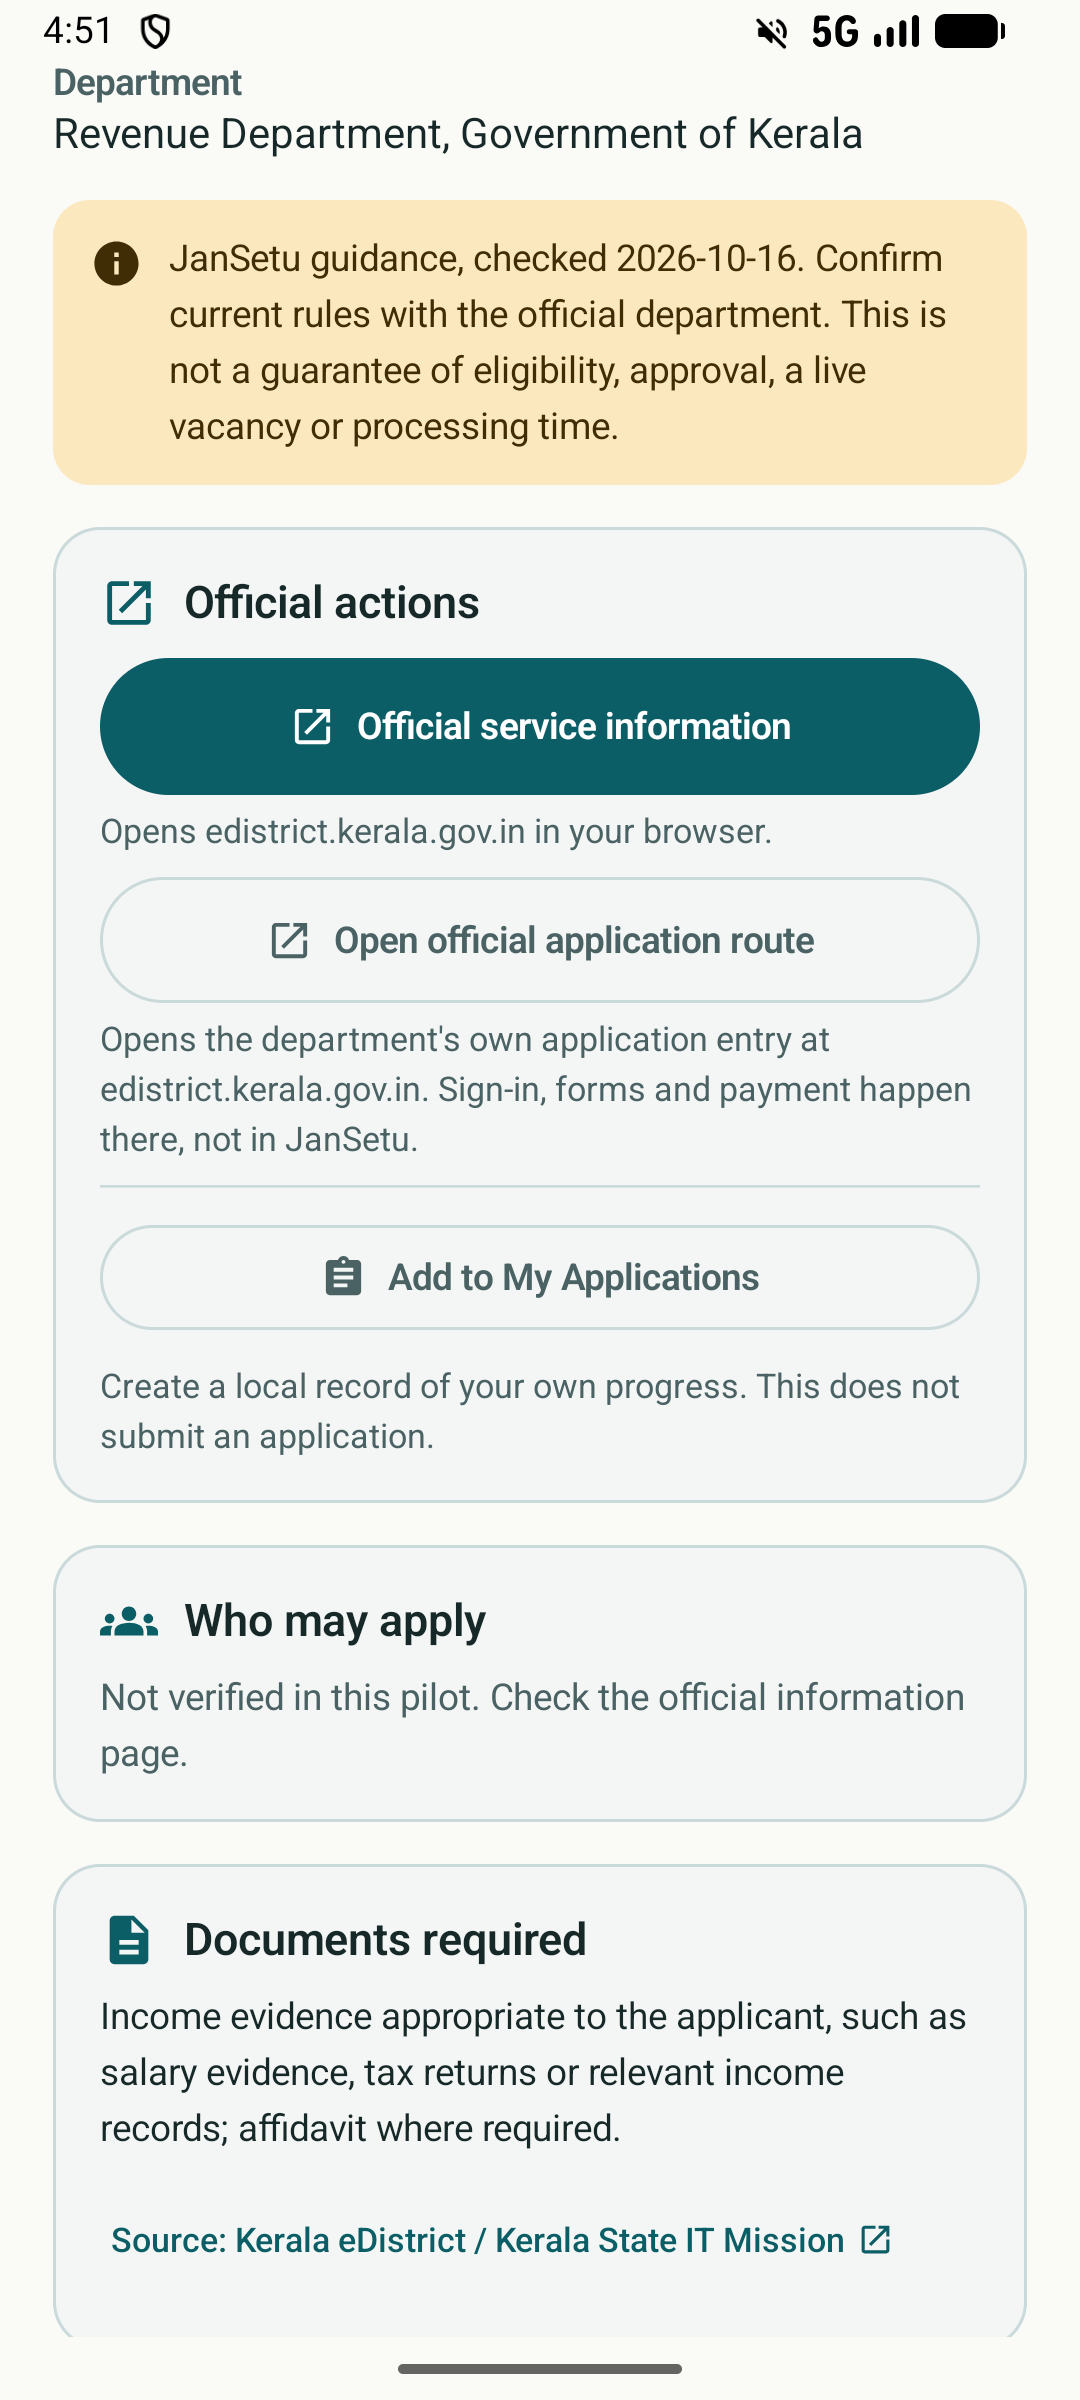 4:51
5G
Department
Revenue Department, Government of Kerala
JanSetu guidance, checked 2026-10-16. Confirm
current rules with the official department. This is
not a guarantee of eligibility, approval, a live
vacancy or processing time.
Official actions
Official service information
Opens edistrict.kerala.gov.in in your browser.
Open official application route
Opens the department's own application entry at
edistrict.kerala.gov.in. Sign-in, forms and payment happen
there, not in JanSetu.
Add to My Applications
Create a local record of your own progress. This does not
submit an application.
Who may apply
Not verified in this pilot. Check the official information
page.
Documents required
Income evidence appropriate to the applicant, such as
salary evidence, tax returns or relevant income
records; affidavit where required.
Source: Kerala eDistrict / Kerala State IT Mission